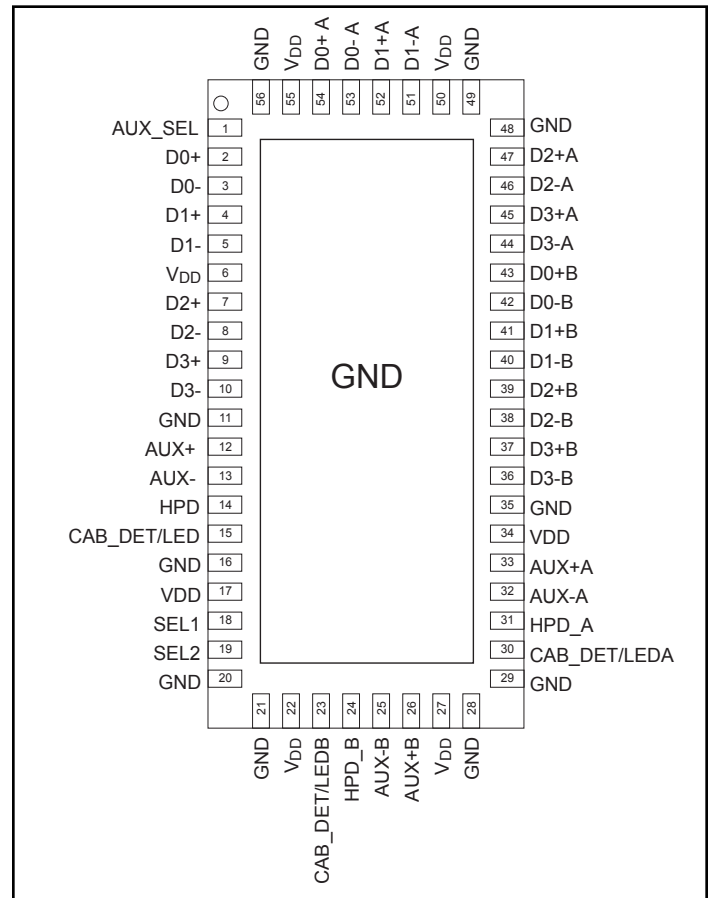 GND
VDD
D0+ A
D0- A
D1+A
D1-A
VDD
GND
56
55
54
53
52
51
50
49
AUX_SEL 1
D0+ 2
D0- 3
D1+ 4
D1- 5
VDD 6
D2+ 7
D2- 8
D3+ 9
D3- 10
GND 11
AUX+ 12
AUX- 13
HPD 14
CAB_DET/LED 15
GND 16
VDD 17
SEL1 18
SEL2 19
GND 20
GND
48 GND
47 D2+A
46 D2-A
45 D3+A
44 D3-A
43 D0+B
42 D0-B
41 D1+B
40 D1-B
39 D2+B
38 D2-B
37 D3+B
36 D3-B
35 GND
34 VDD
33 AUX+A
32 AUX-A
31 HPD_A
30 CAB_DET/LEDA
29 GND
21
22
23
24
25
26
27
28
GND
VDD
CAB_DET/LEDB
HPD_B
AUX-B
AUX+B
VDD
GND